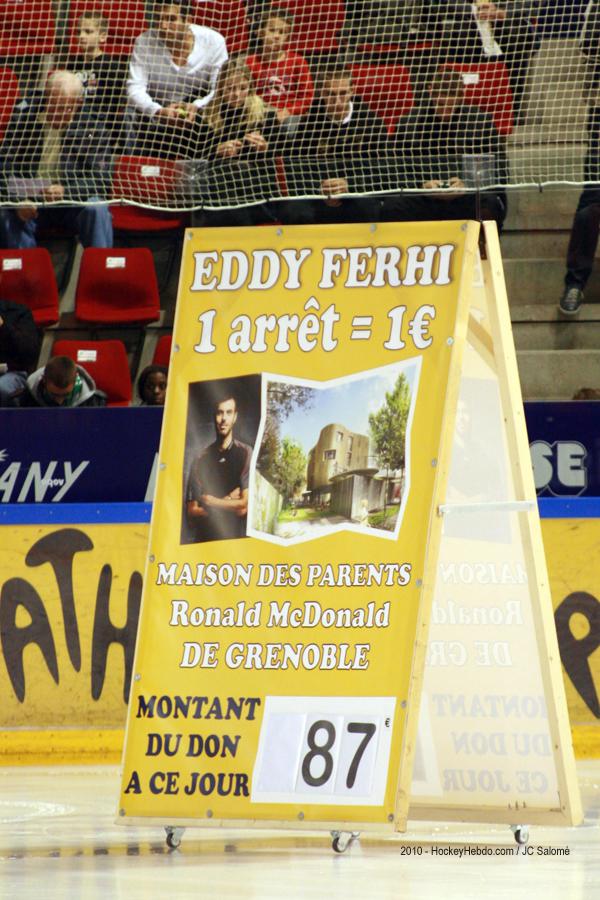 EDDY FERHI
1 arrêt = 1€
MAISON DES PARENTS
Ronald McDonald
DE GRENOBLE
MONTANT
DU DON
A CE JOUR
87 €
2010 - HockeyHebdo.com / JC Salomé